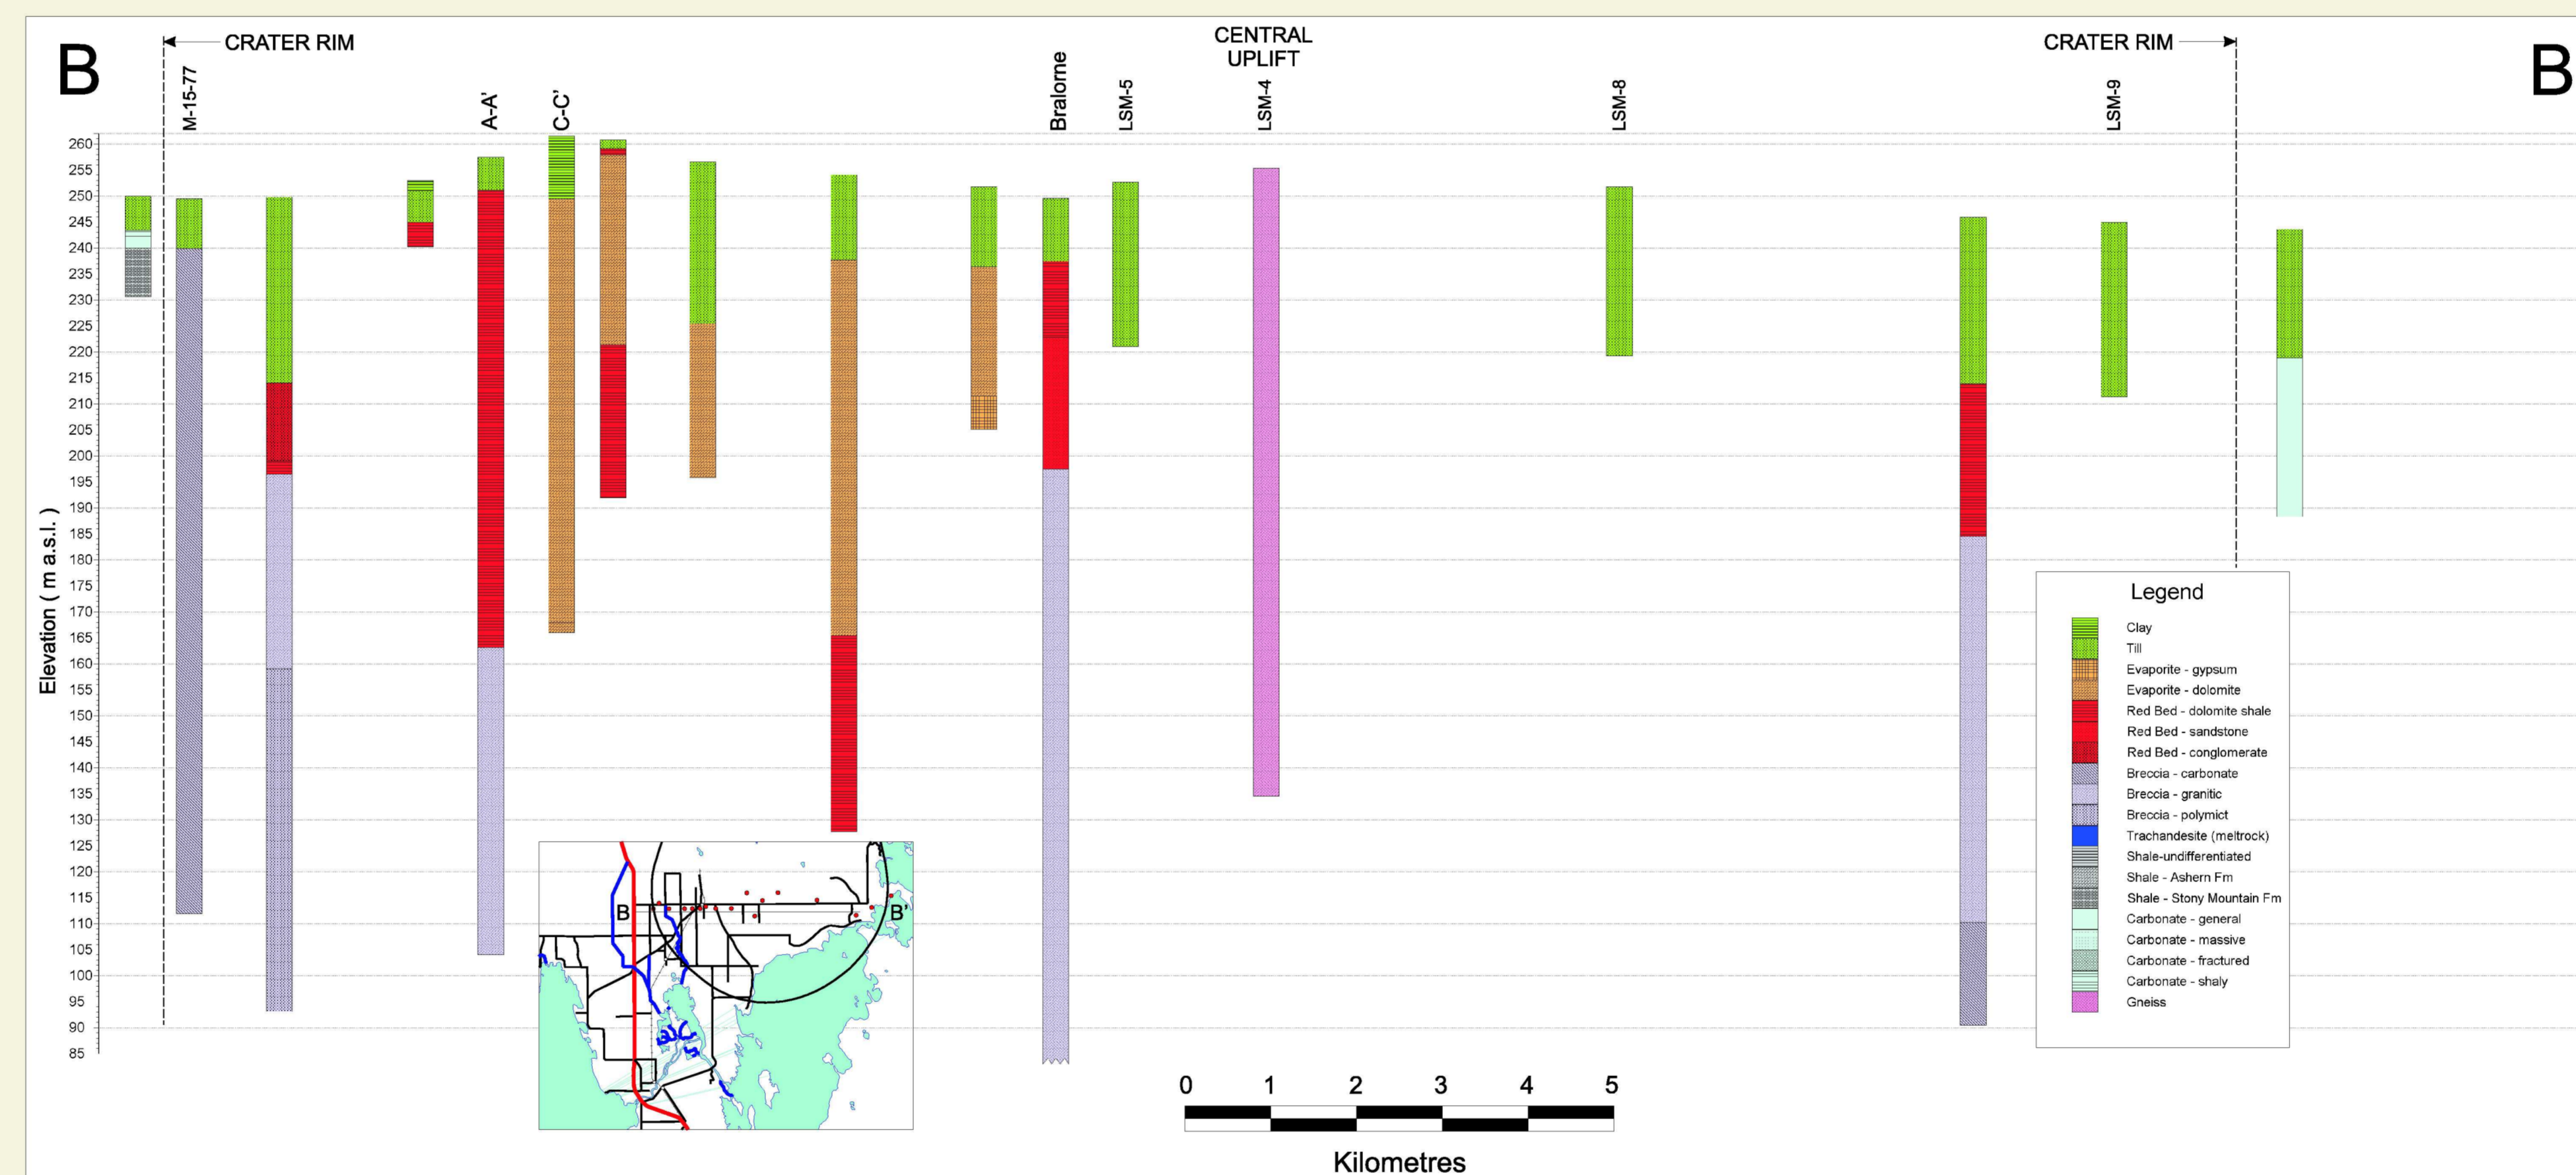 B
CRATER RIM
CENTRAL
UPLIFT
CRATER RIM
B
M-15-77
A-A'
C-C'
Bralorne
LSM-5
LSM-4
LSM-8
LSM-9
Elevation ( m a.s.l. )
260
255
250
245
240
235
230
225
220
215
210
205
200
195
190
185
180
175
170
165
160
155
150
145
140
135
130
125
120
115
110
105
100
95
90
85
Legend
Clay
Till
Evaporite - gypsum
Evaporite - dolomite
Red Bed - dolomite shale
Red Bed - sandstone
Red Bed - conglomerate
Breccia - carbonate
Breccia - granitic
Breccia - polymict
Trachandesite (meltrock)
Shale-undifferentiated
Shale - Ashern Fm
Shale - Stony Mountain Fm
Carbonate - general
Carbonate - massive
Carbonate - fractured
Carbonate - shaly
Gneiss
B
B'
0 1 2 3 4 5
Kilometres